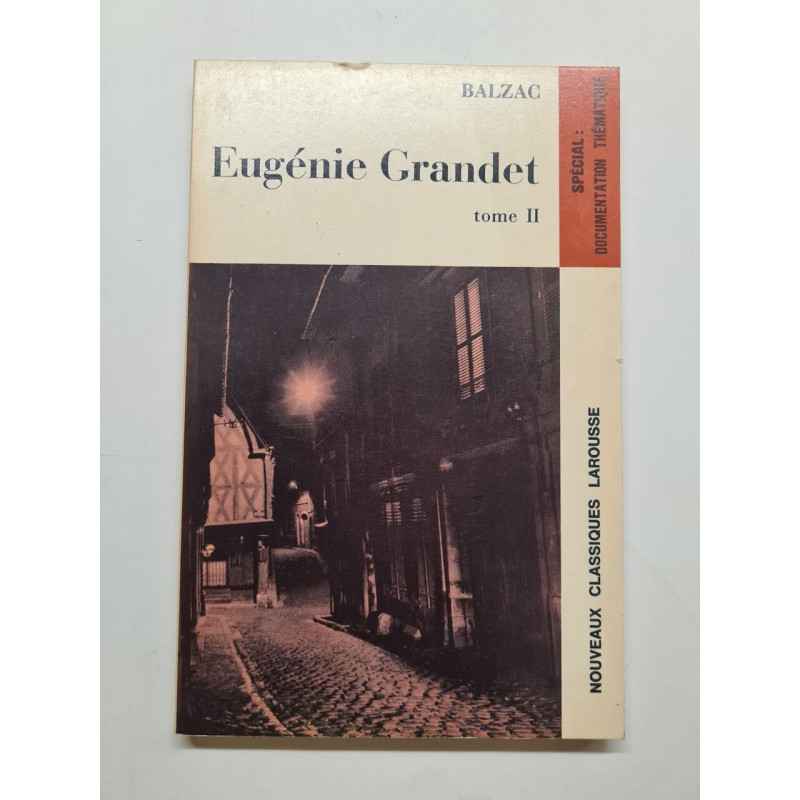 BALZAC
Eugénie Grandet
tome II
SPÉCIAL :
DOCUMENTATION THÉMATIQUE
NOUVEAUX CLASSIQUES LAROUSSE